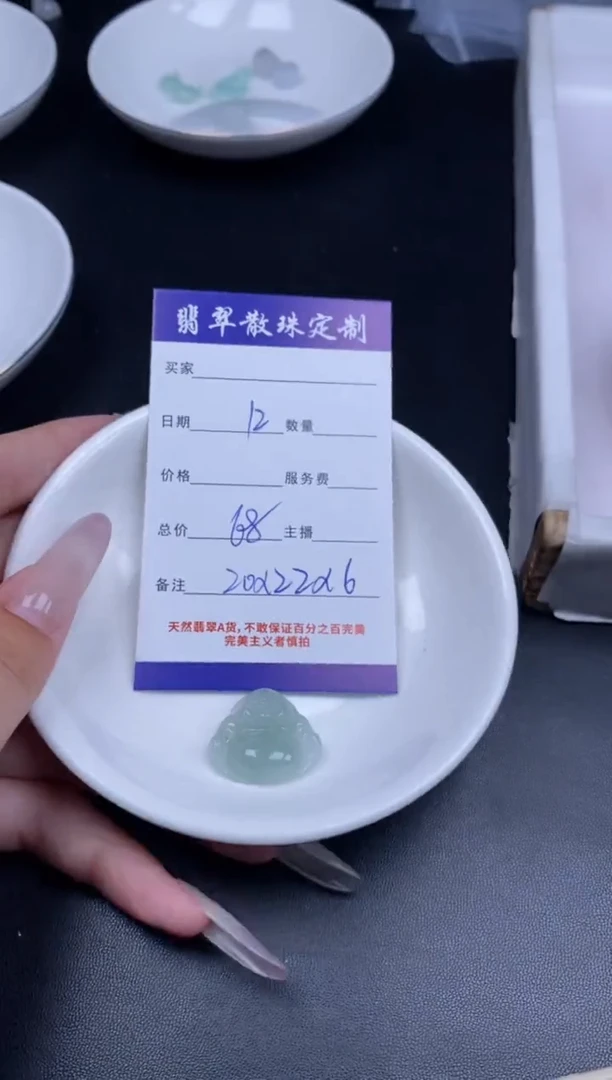 翡翠散珠定制
买家
日期 12 数量
价格 服务费
总价 68 主播
备注 20α22α6
天然翡翠A货，不敢保证百分之百完美
完美主义者慎拍